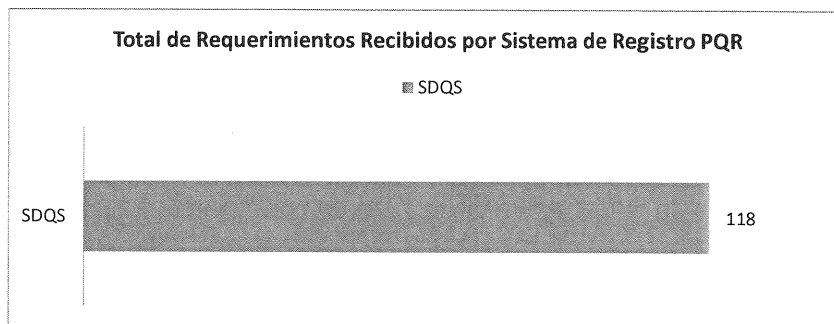 Total de Requerimientos Recibidos por Sistema de Registro PQR
SDQS
SDQS
118